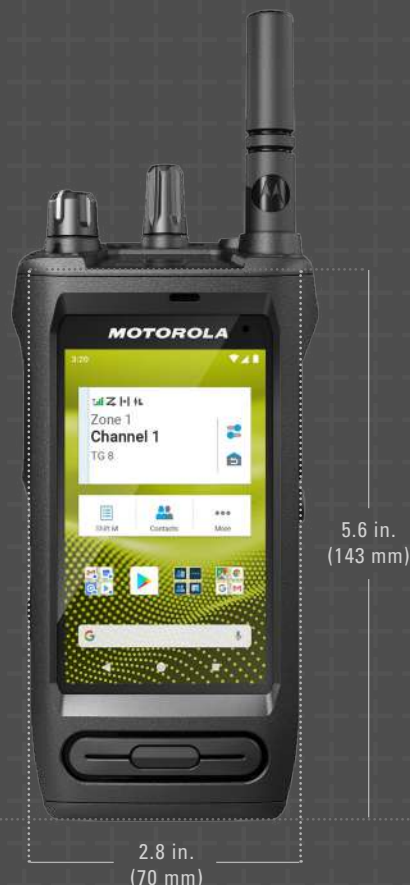 MOTOROLA
3:20
Zone 1
Channel 1
TG 8
Contacts
More
G
5.6 in.
(143 mm)
2.8 in.
(70 mm)